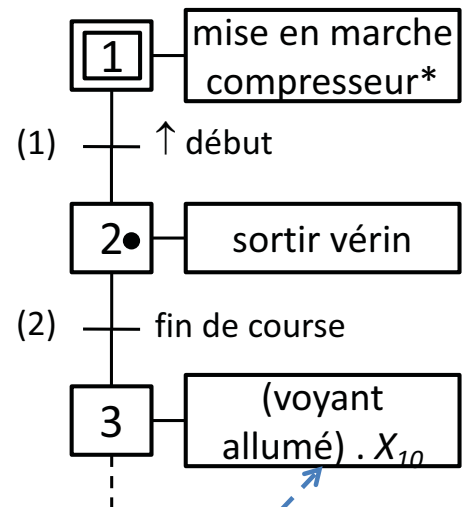 1
mise en marche
compresseur*
(1)
↑ début
2
sortir vérin
(2)
fin de course
3
(voyant
allumé) . X₁₀